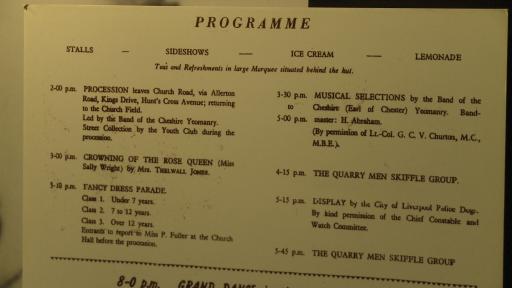 PROGRAMME
STALLS — SIDESHOWS — ICE CREAM — LEMONADE
Teas and Refreshments in large Marquee situated behind the hut.
2-00 p.m. PROCESSION leaves Church Road, via Allerton
Road, Kings Drive, Hunt's Cross Avenue; returning
to the Church Field.
Led by the Band of the Cheshire Yeomanry.
Street Collection by the Youth Club during the
procession.
3-00 p.m. CROWNING OF THE ROSE QUEEN (Miss
Sally Wright) by Mrs. THELWALL JONES.
3-10 p.m. FANCY DRESS PARADE.
Class 1. Under 7 years.
Class 2. 7 to 12 years.
Class 3. Over 12 years.
Entrants to report to Miss P. Fuller at the Church
Hall before the procession.
3-30 p.m. MUSICAL SELECTIONS by the Band of the
to Cheshire (Earl of Chester) Yeomanry. Band-
5-00 p.m. master: H. Abraham.
(By permission of Lt.-Col. G. C. V. Churton, M.C.,
M.B.E.).
4-15 p.m. THE QUARRY MEN SKIFFLE GROUP.
5-15 p.m. DISPLAY by the City of Liverpool Police Dogs.
By kind permission of the Chief Constable and
Watch Committee.
5-45 p.m. THE QUARRY MEN SKIFFLE GROUP
8-0 p.m. GRAND DANCE